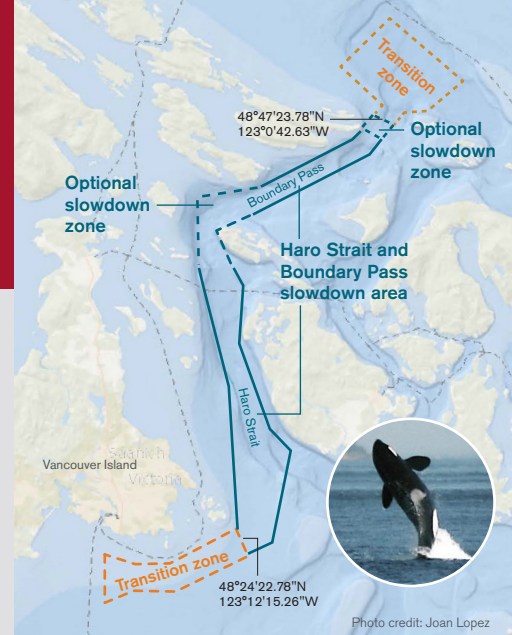 Transition
zone
48°47'23.78"N
123°0'42.63"W
Optional
slowdown
zone
Boundary Pass
Optional
slowdown
zone
Haro Strait and
Boundary Pass
slowdown area
Haro Strait
Saanich
Vancouver Island
Victoria
Transition zone
48°24'22.78"N
123°12'15.26"W
Photo credit: Joan Lopez